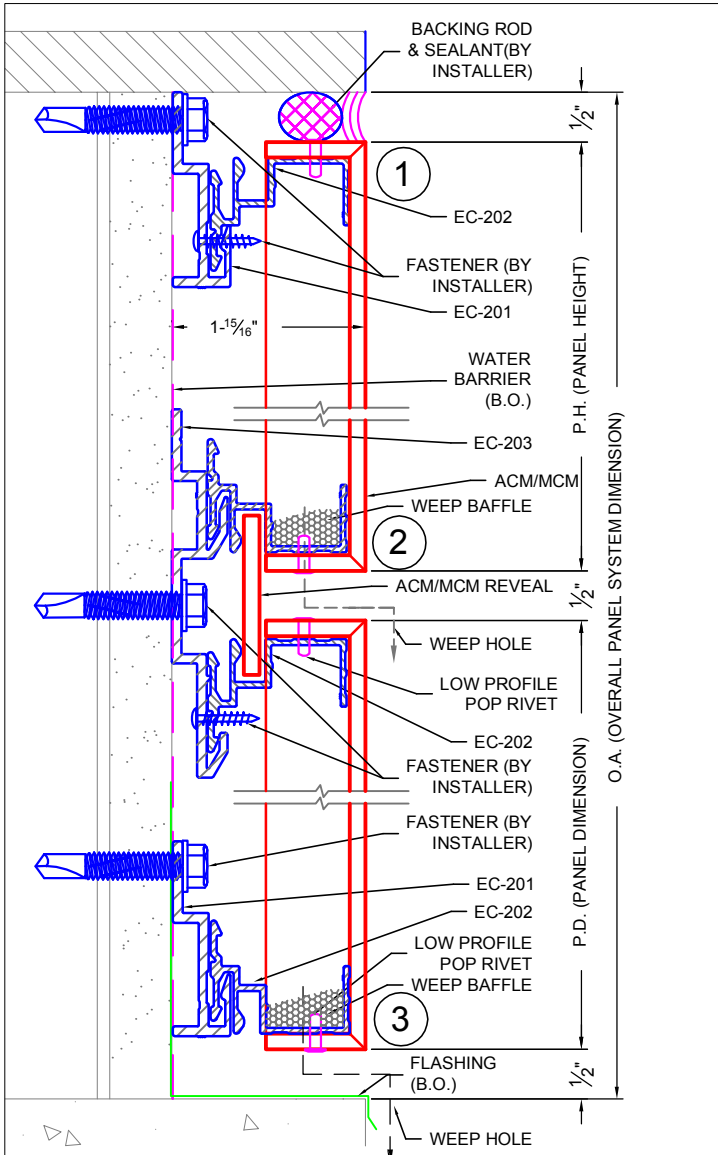 BACKING ROD
& SEALANT(BY
INSTALLER)
1/2"
1
EC-202
FASTENER (BY
INSTALLER)
EC-201
1-15/16"
WATER
BARRIER
(B.O.)
P.H. (PANEL HEIGHT)
O.A. (OVERALL PANEL SYSTEM DIMENSION)
EC-203
ACM/MCM
WEEP BAFFLE
2
ACM/MCM REVEAL
1/2"
WEEP HOLE
LOW PROFILE
POP RIVET
EC-202
FASTENER (BY
INSTALLER)
FASTENER (BY
INSTALLER)
P.D. (PANEL DIMENSION)
EC-201
EC-202
LOW PROFILE
POP RIVET
WEEP BAFFLE
3
FLASHING
(B.O.)
1/2"
WEEP HOLE